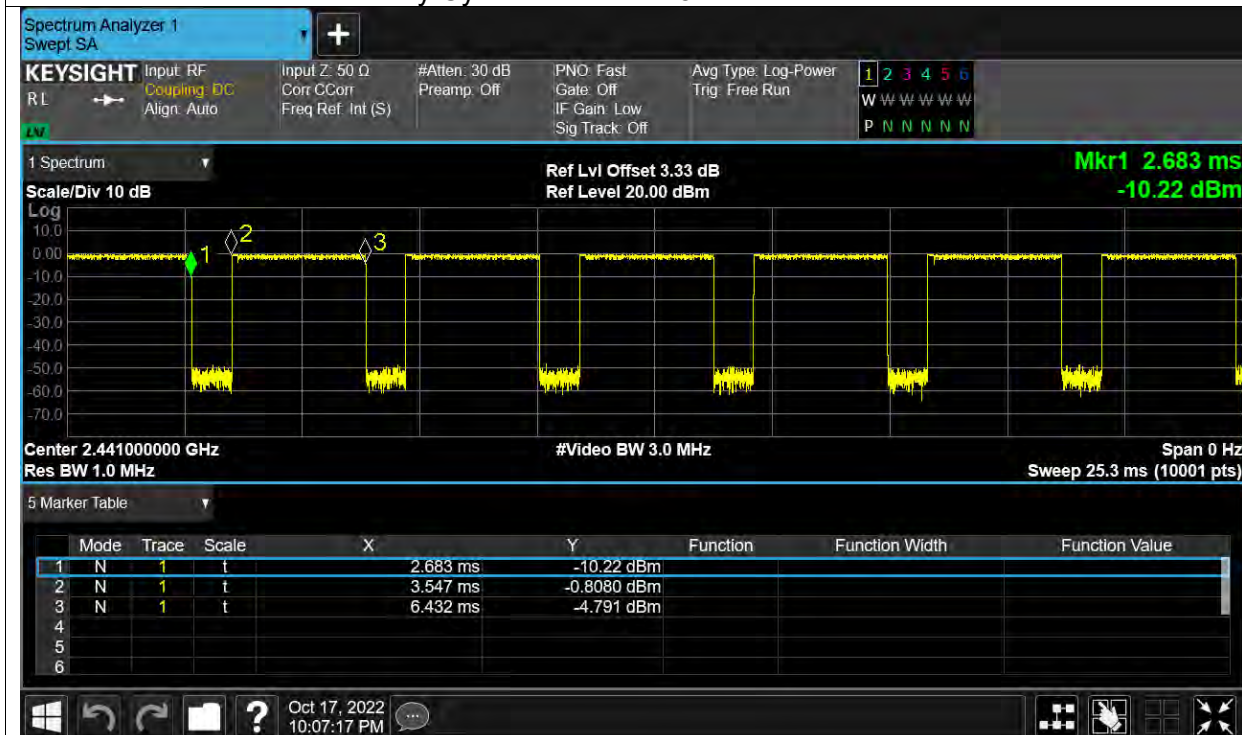 Spectrum Analyzer 1
Swept SA
+
KEYSIGHT Input: RF Input Z: 50 Ω #Atten: 30 dB PNO: Fast Avg Type: Log-Power 1 2 3 4 5 6
RL Coupling: DC Corr CCorr Preamp: Off Gate: Off Trig: Free Run W W W W W W
Align: Auto Freq Ref: Int (S) IF Gain: Low P N N N N N
Sig Track: Off
1 Spectrum Ref Lvl Offset 3.33 dB Mkr1 2.683 ms
Scale/Div 10 dB Ref Level 20.00 dBm -10.22 dBm
Log
10.0
0.00
-10.0
-20.0
-30.0
-40.0
-50.0
-60.0
-70.0
1 2 3
Center 2.441000000 GHz #Video BW 3.0 MHz Span 0 Hz
Res BW 1.0 MHz Sweep 25.3 ms (10001 pts)
5 Marker Table
Mode Trace Scale X Y Function Function Width Function Value
1 N 1 t 2.683 ms -10.22 dBm
2 N 1 t 3.547 ms -0.8080 dBm
3 N 1 t 6.432 ms -4.791 dBm
4
5
6
? Oct 17, 2022
10:07:17 PM